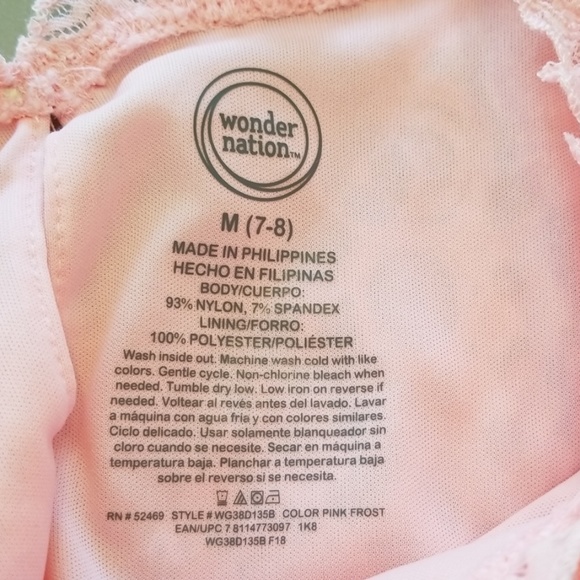 wonder
nation™
M (7-8)
MADE IN PHILIPPINES
HECHO EN FILIPINAS
BODY/CUERPO:
93% NYLON, 7% SPANDEX
LINING/FORRO:
100% POLYESTER/POLIÉSTER
Wash inside out. Machine wash cold with like
colors. Gentle cycle. Non-chlorine bleach when
needed. Tumble dry low. Low iron on reverse if
needed. Voltear al revés antes del lavado. Lavar
a máquina con agua fría y con colores similares.
Ciclo delicado. Usar solamente blanqueador sin
cloro cuando se necesite. Secar en máquina a
temperatura baja. Planchar a temperatura baja
sobre el reverso si se necesita.
RN # 52469 STYLE # WG38D135B COLOR PINK FROST
EAN/UPC 7 8114773097 1K8
WG38D135B F18